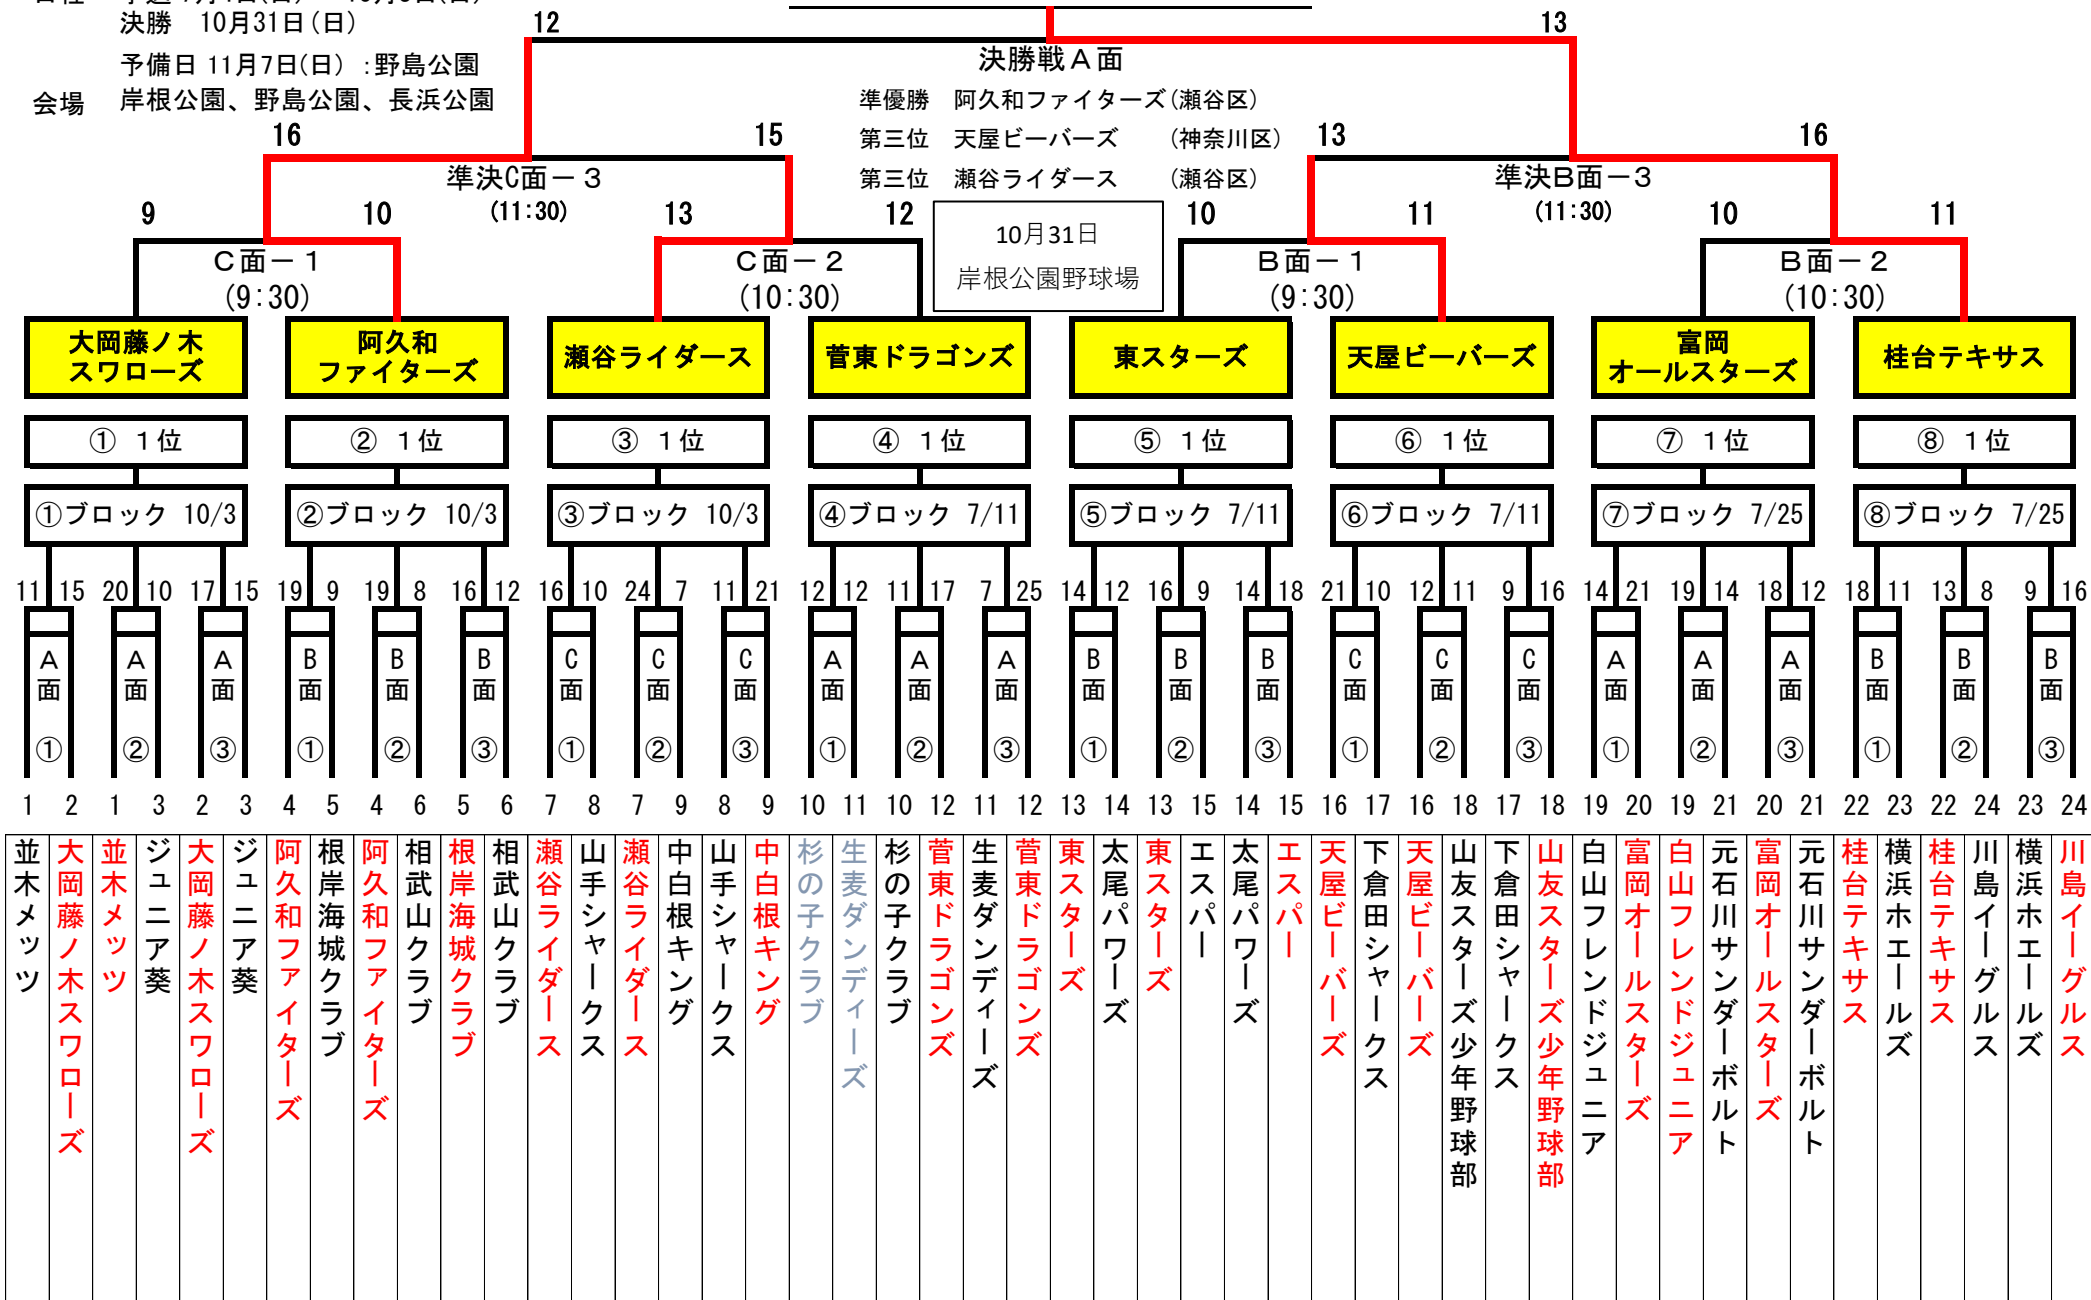 決勝 10月31日(日)
予備日 11月7日(日) :野島公園
会場 岸根公園、野島公園、長浜公園
12 13
決勝戦A面
準優勝 阿久和ファイターズ(瀬谷区)
第三位 天屋ビーバーズ (神奈川区)
第三位 瀬谷ライダース (瀬谷区)
16 15 13 16
準決C面-3 準決B面-3
(11:30) (11:30)
9 10 13 12 10 11 10 11
10月31日
岸根公園野球場
C面-1 C面-2 B面-1 B面-2
(9:30) (10:30) (9:30) (10:30)
大岡藤ノ木
スワローズ
阿久和
ファイターズ
瀬谷ライダース
菅東ドラゴンズ
東スターズ
天屋ビーバーズ
富岡
オールスターズ
桂台テキサス
① 1位 ② 1位 ③ 1位 ④ 1位 ⑤ 1位 ⑥ 1位 ⑦ 1位 ⑧ 1位
①ブロック 10/3 ②ブロック 10/3 ③ブロック 10/3 ④ブロック 7/11 ⑤ブロック 7/11 ⑥ブロック 7/11 ⑦ブロック 7/25 ⑧ブロック 7/25
11 15 20 10 17 15 19 9 19 8 16 12 16 10 24 7 11 21 12 12 11 17 7 25 14 12 16 9 14 18 21 10 12 11 9 16 14 21 19 14 18 12 18 11 13 8 9 16
A面 A面 A面 B面 B面 B面 C面 C面 C面 A面 A面 A面 B面 B面 B面 C面 C面 C面 A面 A面 A面 B面 B面 B面
① ② ③ ① ② ③ ① ② ③ ① ② ③ ① ② ③ ① ② ③ ① ② ③ ① ② ③
1 2 1 3 2 3 4 5 4 6 5 6 7 8 7 9 8 9 10 11 10 12 11 12 13 14 13 15 14 15 16 17 16 18 17 18 19 20 19 21 20 21 22 23 22 24 23 24
並木メッツ
大岡藤ノ木スワローズ
並木メッツ
ジュニア葵
大岡藤ノ木スワローズ
ジュニア葵
阿久和ファイターズ
根岸海城クラブ
阿久和ファイターズ
相武山クラブ
根岸海城クラブ
相武山クラブ
瀬谷ライダース
山手シャークス
瀬谷ライダース
中白根キング
山手シャークス
中白根キング
杉の子クラブ
生麦ダンディーズ
杉の子クラブ
菅東ドラゴンズ
生麦ダンディーズ
菅東ドラゴンズ
東スターズ
太尾パワーズ
東スターズ
エスパー
太尾パワーズ
エスパー
天屋ビーバーズ
下倉田シャークス
天屋ビーバーズ
山友スターズ少年野球部
下倉田シャークス
山友スターズ少年野球部
白山フレンドジュニア
富岡オールスターズ
白山フレンドジュニア
元石川サンダーボルト
富岡オールスターズ
元石川サンダーボルト
桂台テキサス
横浜ホエールズ
桂台テキサス
川島イーグルス
横浜ホエールズ
川島イーグルス